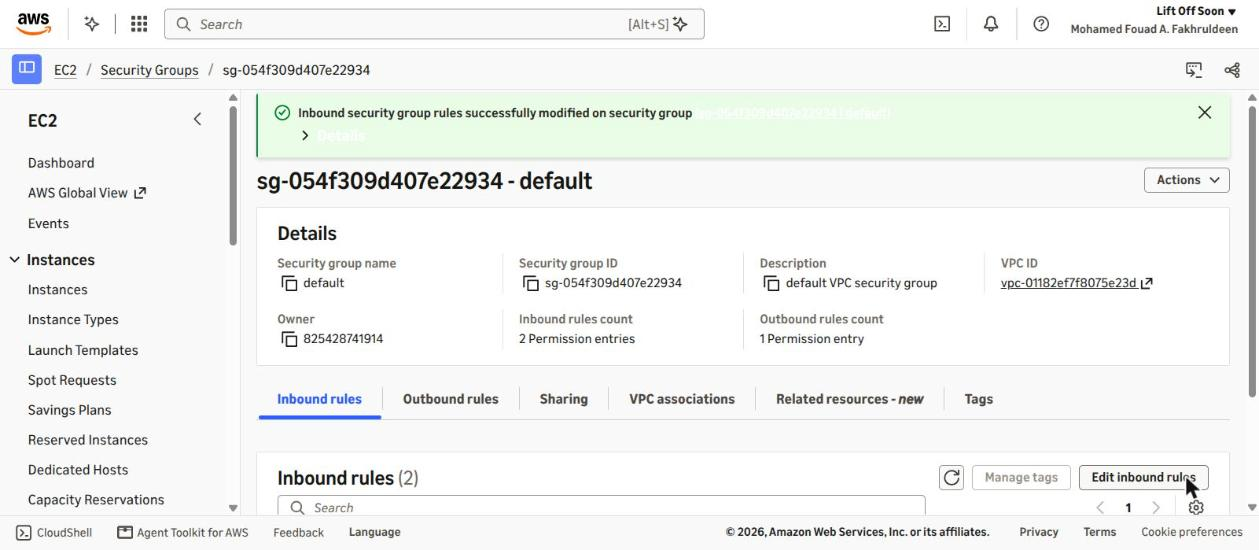 aws
Search
[Alt+S]
Lift Off Soon
Mohamed Fouad A. Fakhruldeen
EC2 / Security Groups / sg-054f309d407e22934
EC2
Dashboard
AWS Global View
Events
Instances
Instances
Instance Types
Launch Templates
Spot Requests
Savings Plans
Reserved Instances
Dedicated Hosts
Capacity Reservations
Inbound security group rules successfully modified on security group (sg-054f309d407e22934 | default)
Details
sg-054f309d407e22934 - default
Actions
Details
Security group name
default
Security group ID
sg-054f309d407e22934
Description
default VPC security group
VPC ID
vpc-01182ef7f8075e23d
Owner
825428741914
Inbound rules count
2 Permission entries
Outbound rules count
1 Permission entry
Inbound rules
Outbound rules
Sharing
VPC associations
Related resources - new
Tags
Inbound rules (2)
Manage tags
Edit inbound rules
Search
1
CloudShell
Agent Toolkit for AWS
Feedback
Language
© 2026, Amazon Web Services, Inc. or its affiliates.
Privacy
Terms
Cookie preferences